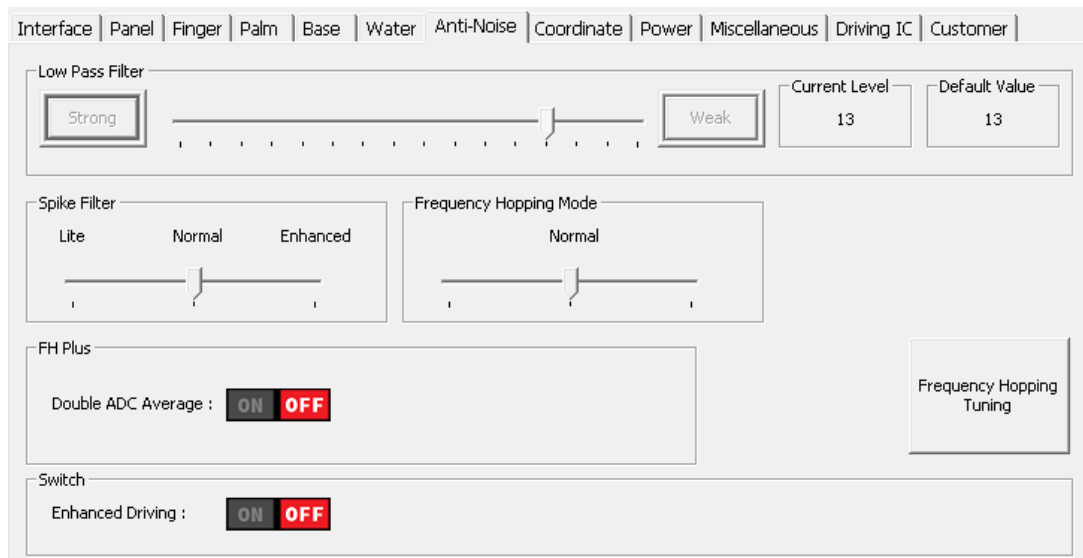 Interface Panel Finger Palm Base Water Anti-Noise Coordinate Power Miscellaneous Driving IC Customer
Low Pass Filter
Strong
Weak
Current Level
13
Default Value
13
Spike Filter
Lite Normal Enhanced
Frequency Hopping Mode
Normal
FH Plus
Double ADC Average : ON OFF
Frequency Hopping
Tuning
Switch
Enhanced Driving : ON OFF